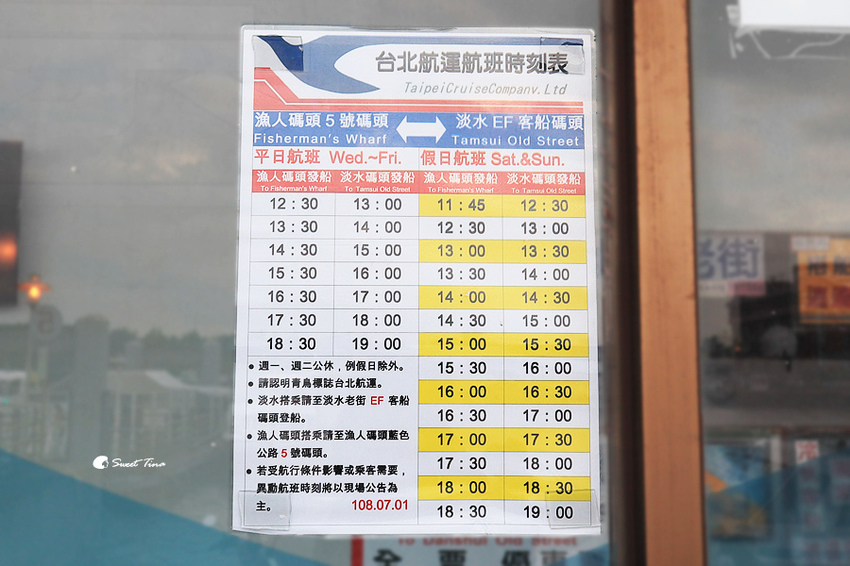 台北航運航班時刻表
TaipeiCruiseCompany.Ltd
漁人碼頭 5 號碼頭 淡水 EF 客船碼頭
Fisherman's Wharf Tamsui Old Street
平日航班 Wed.~Fri. 假日航班 Sat.&Sun.
漁人碼頭發船 淡水碼頭發船 漁人碼頭發船 淡水碼頭發船
To Fisherman's Wharf To Tamsui Old Street To Fisherman's Wharf To Tamsui Old Street
12:30 13:00 11:45 12:30
13:30 14:00 12:30 13:00
14:30 15:00 13:00 13:30
15:30 16:00 13:30 14:00
16:30 17:00 14:00 14:30
17:30 18:00 14:30 15:00
18:30 19:00 15:00 15:30
15:30 16:00
16:00 16:30
16:30 17:00
17:00 17:30
17:30 18:00
18:00 18:30
18:30 19:00
● 週一、週二公休,例假日除外。
● 請認明青鳥標誌台北航運。
● 淡水搭乘請至淡水老街 EF 客船
碼頭登船。
● 漁人碼頭搭乘請至漁人碼頭藍色
公路 5 號碼頭。
● 若受航行條件影響或乘客需要,
異動航班時刻將以現場公告為
主。 108.07.01
To Danshui Old Street
全票優惠
老街
Sweet Tina